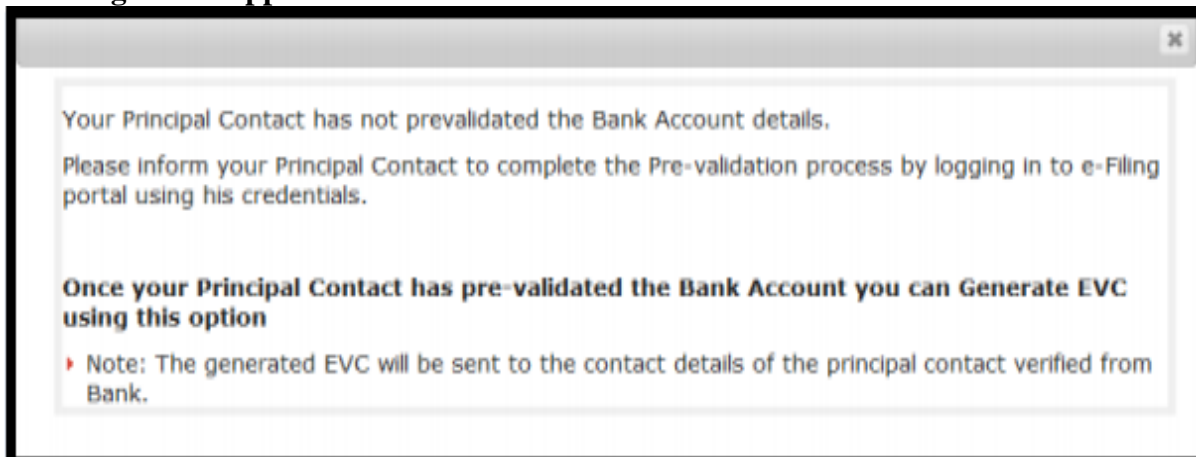 Your Principal Contact has not prevalidated the Bank Account details.
Please inform your Principal Contact to complete the Pre-validation process by logging in to e-Filing
portal using his credentials.
Once your Principal Contact has pre-validated the Bank Account you can Generate EVC
using this option
Note: The generated EVC will be sent to the contact details of the principal contact verified from
Bank.